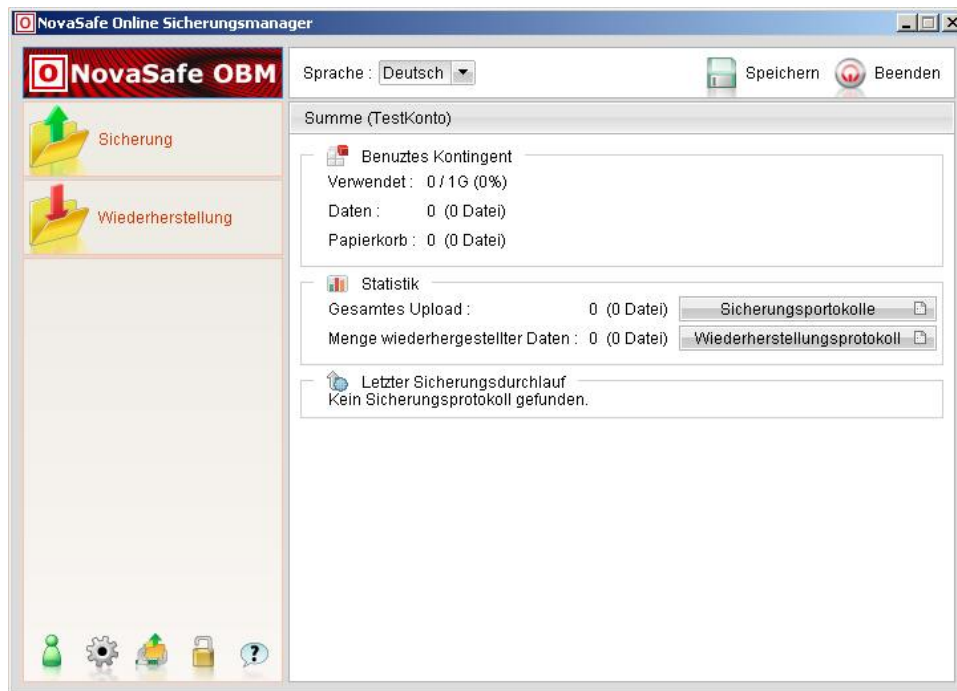 NovaSafe Online Sicherungsmanager
O NovaSafe OBM
Sprache : Deutsch
Speichern
Beenden
Sicherung
Wiederherstellung
Summe (TestKonto)
Benuztes Kontingent
Verwendet : 0 / 1G (0%)
Daten : 0 (0 Datei)
Papierkorb : 0 (0 Datei)
Statistik
Gesamtes Upload : 0 (0 Datei) Sicherungsportokolle
Menge wiederhergestellter Daten : 0 (0 Datei) Wiederherstellungsprotokoll
Letzter Sicherungsdurchlauf
Kein Sicherungsprotokoll gefunden.